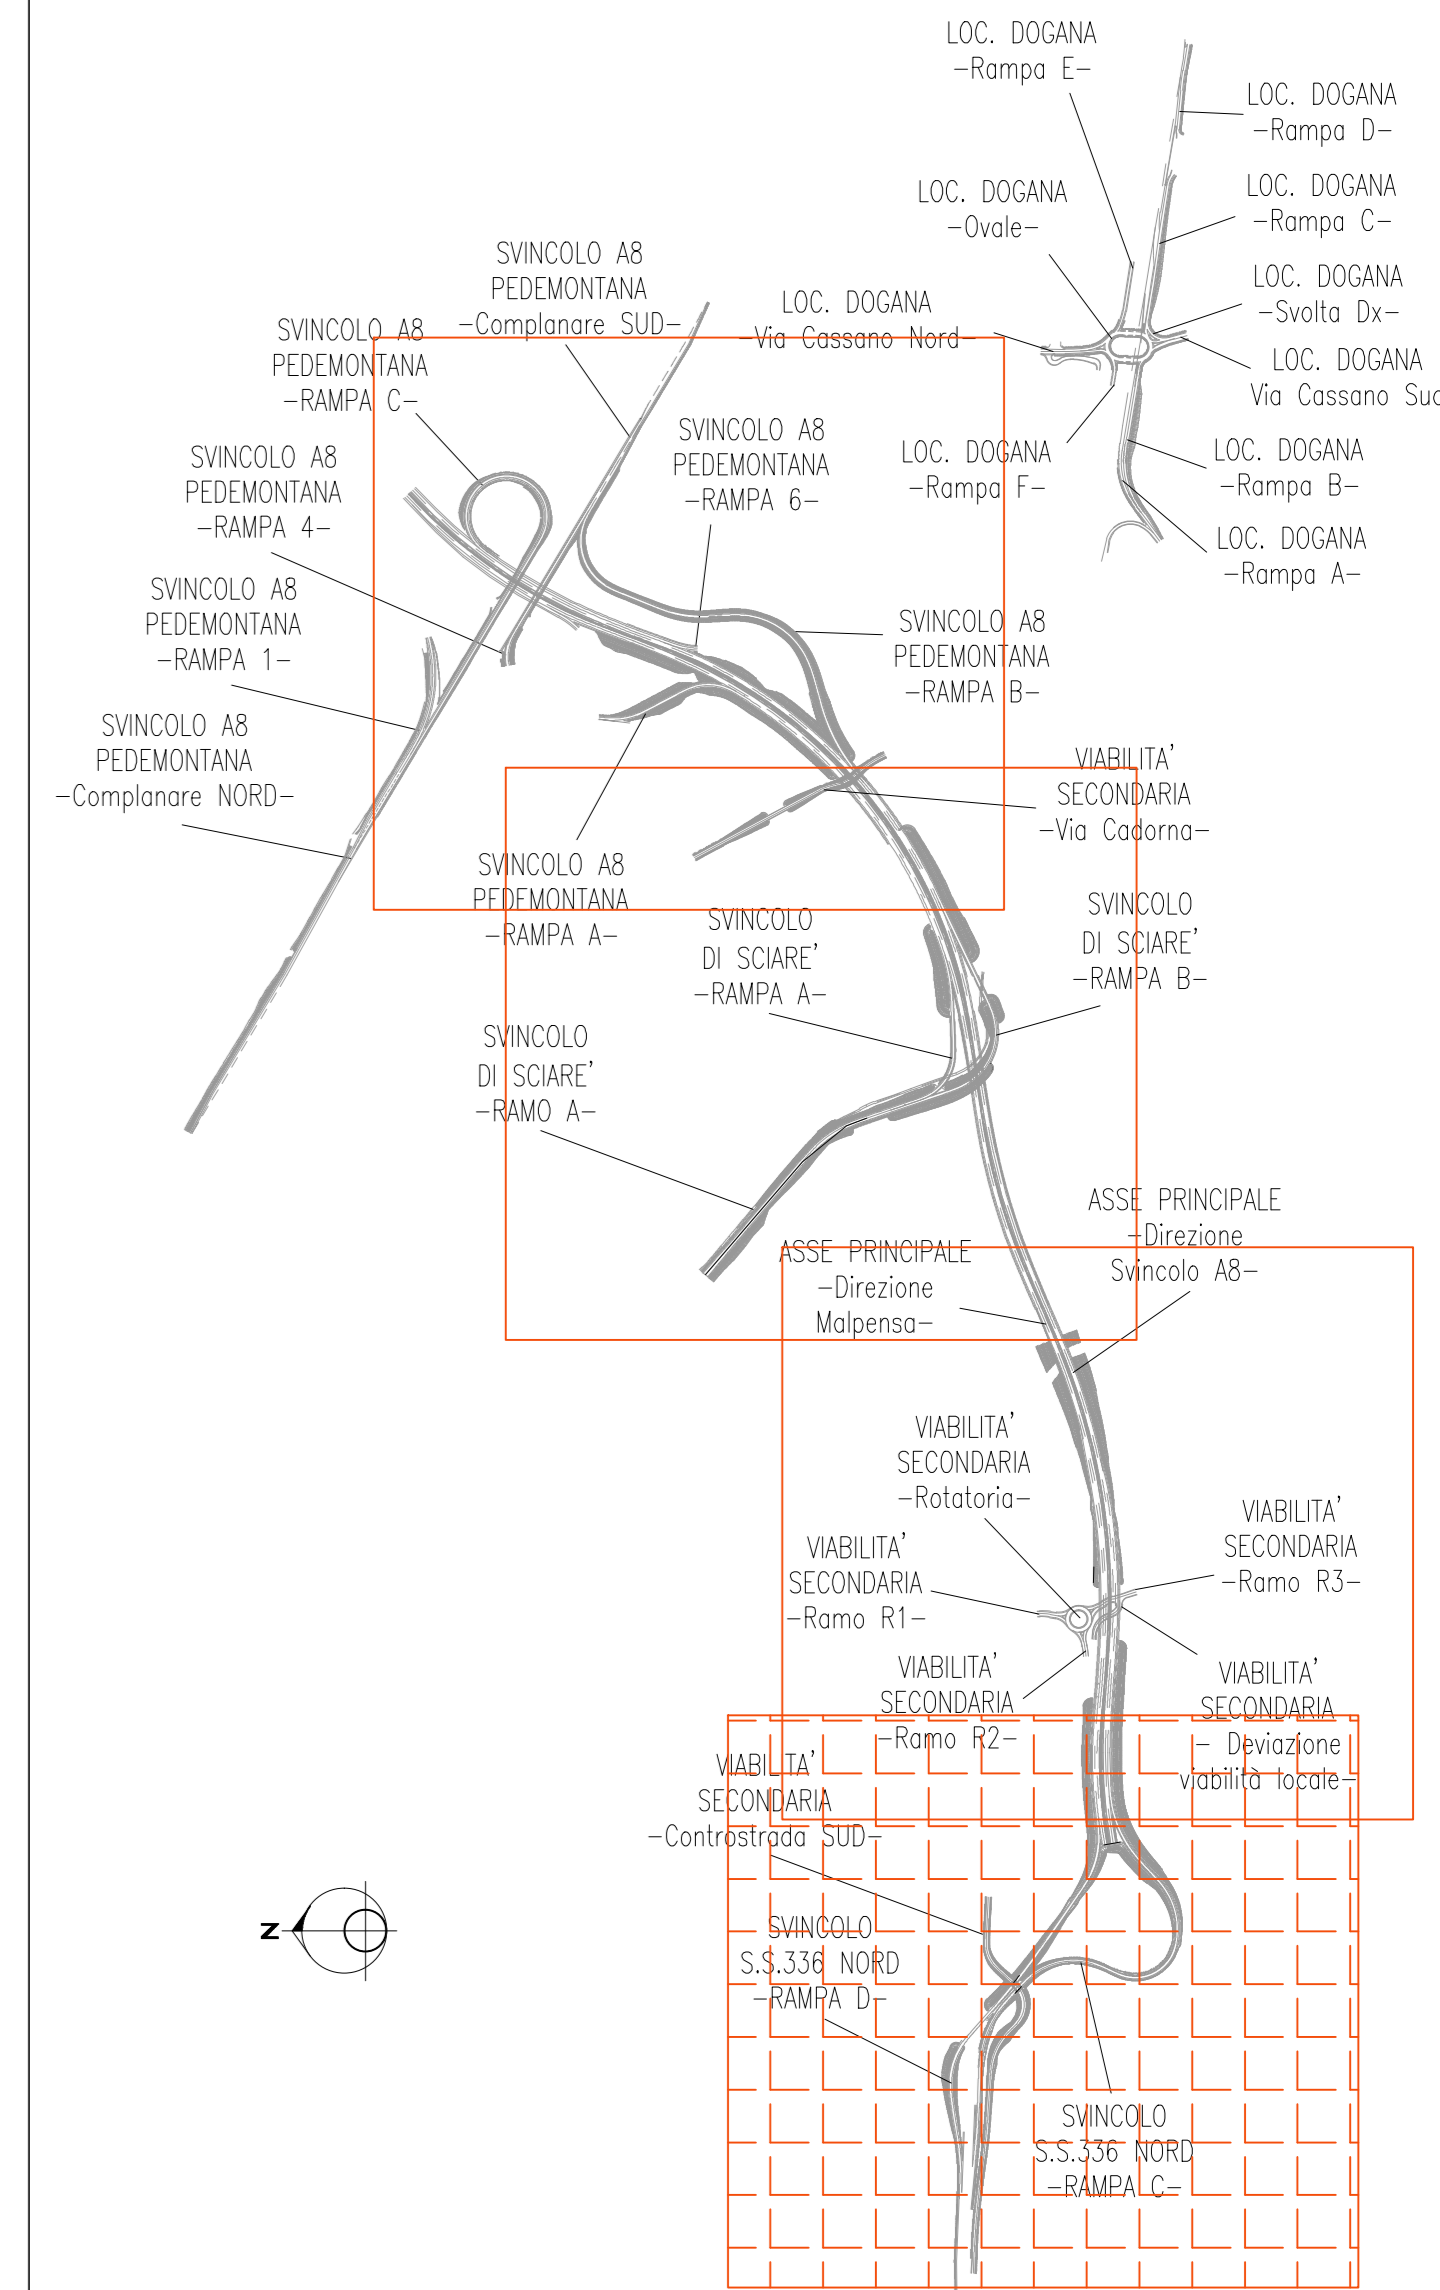 LOC. DOGANA
-Rampa E-
LOC. DOGANA
-Rampa D-
LOC. DOGANA
-Ovale-
LOC. DOGANA
-Rampa C-
SVINCOLO A8
PEDEMONTANA
-Complanare SUD-
LOC. DOGANA
-Svolta Dx-
LOC. DOGANA
-Via Cassano Nord-
SVINCOLO A8
PEDEMONTANA
-RAMPA C-
LOC. DOGANA
Via Cassano Sud
SVINCOLO A8
PEDEMONTANA
-RAMPA 6-
LOC. DOGANA
-Rampa F-
LOC. DOGANA
-Rampa B-
SVINCOLO A8
PEDEMONTANA
-RAMPA 4-
LOC. DOGANA
-Rampa A-
SVINCOLO A8
PEDEMONTANA
-RAMPA 1-
SVINCOLO A8
PEDEMONTANA
-RAMPA B-
SVINCOLO A8
PEDEMONTANA
-Complanare NORD-
VIABILITA'
SECONDARIA
-Via Cadorna-
SVINCOLO A8
PEDEMONTANA
-RAMPA A-
SVINCOLO
DI SCIARE'
-RAMPA A-
SVINCOLO
DI SCIARE'
-RAMPA B-
SVINCOLO
DI SCIARE'
-RAMO A-
ASSE PRINCIPALE
-Direzione
Svincolo A8-
ASSE PRINCIPALE
-Direzione
Malpensa-
VIABILITA'
SECONDARIA
-Rotatoria-
VIABILITA'
SECONDARIA
-Ramo R3-
VIABILITA'
SECONDARIA
-Ramo R1-
VIABILITA'
SECONDARIA
-Ramo R2-
VIABILITA'
SECONDARIA
- Deviazione
viabilità locale-
VIABILITA'
SECONDARIA
-Controstrada SUD-
N
SVINCOLO
S.S.336 NORD
-RAMPA D-
SVINCOLO
S.S.336 NORD
-RAMPA C-